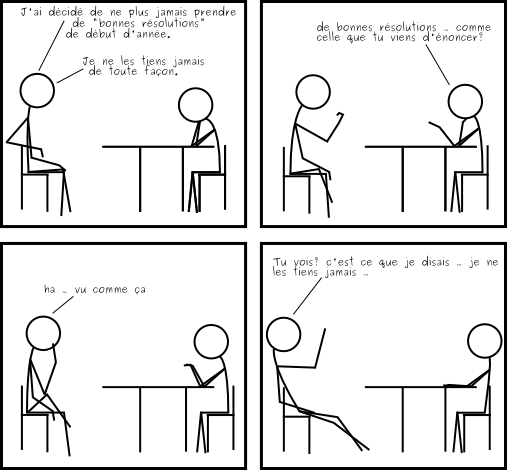 J'ai décidé de ne plus jamais prendre
de "bonnes résolutions"
de début d'année.
Je ne les tiens jamais
de toute façon.
de bonnes résolutions … comme
celle que tu viens d'énoncer?
ha … vu comme ça
Tu vois? c'est ce que je disais … je ne
les tiens jamais …